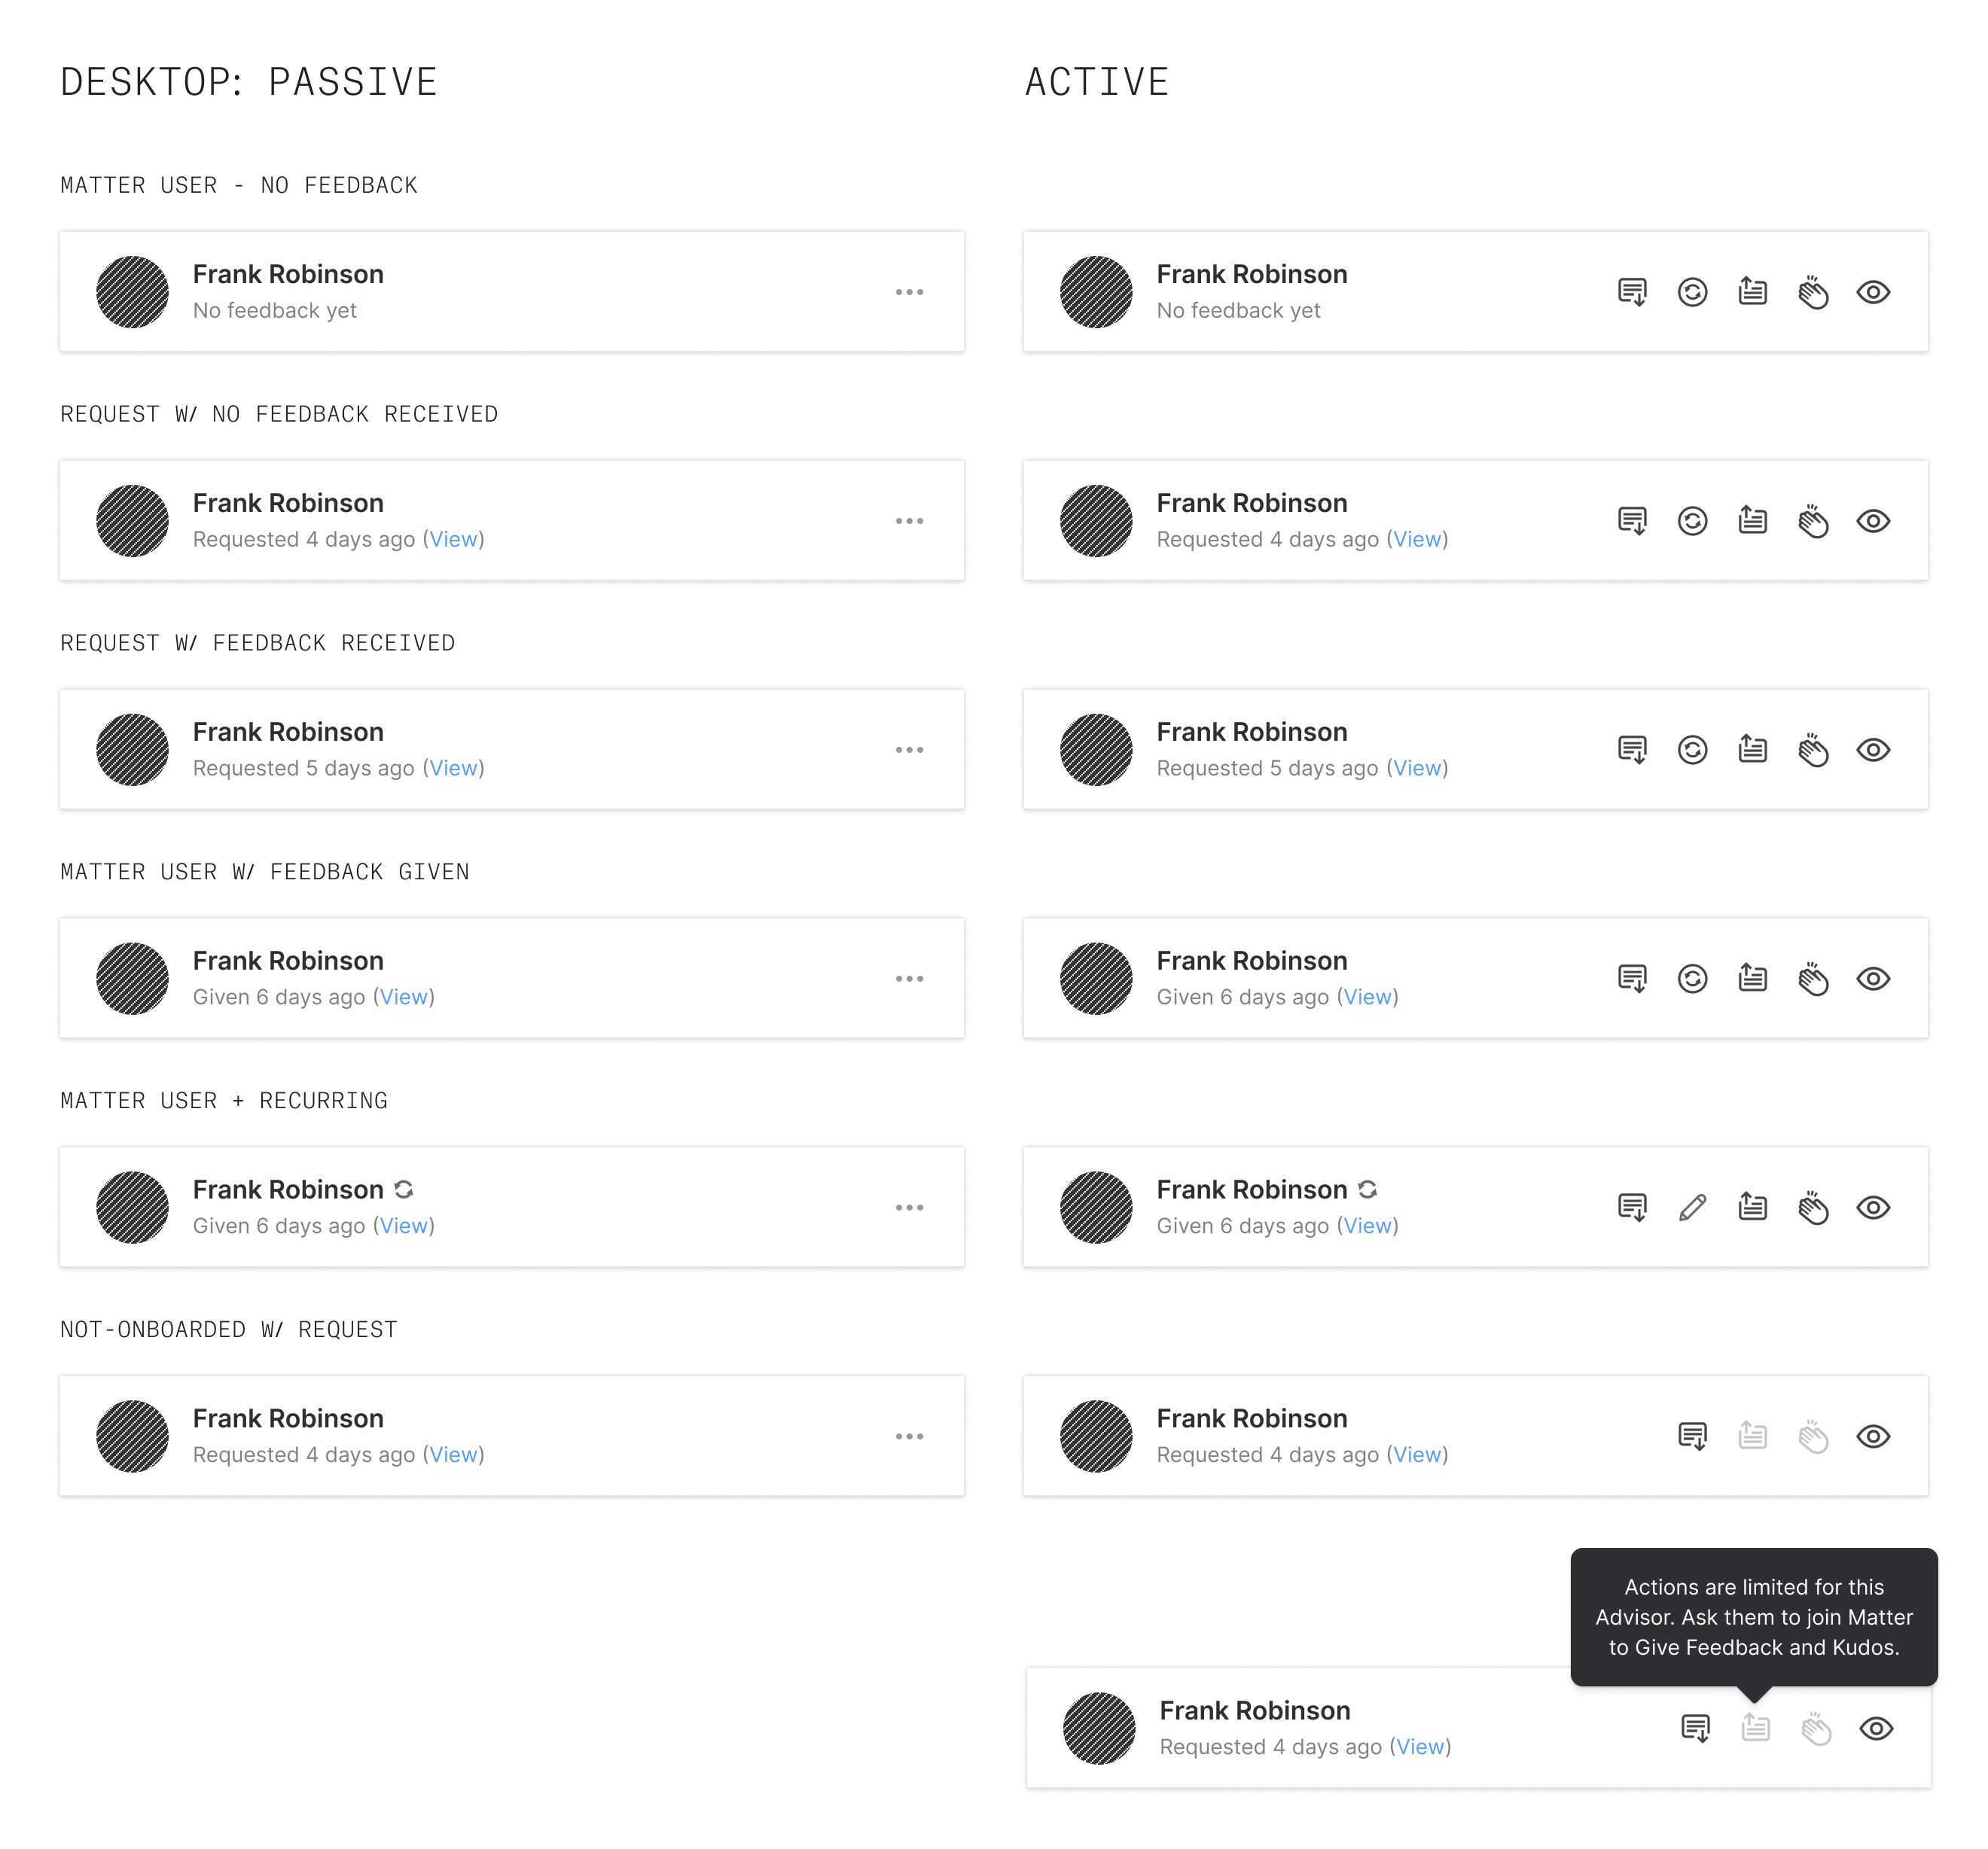 DESKTOP: PASSIVE
ACTIVE
MATTER USER - NO FEEDBACK
Frank Robinson
No feedback yet
Frank Robinson
No feedback yet
REQUEST W/ NO FEEDBACK RECEIVED
Frank Robinson
Requested 4 days ago (View)
Frank Robinson
Requested 4 days ago (View)
REQUEST W/ FEEDBACK RECEIVED
Frank Robinson
Requested 5 days ago (View)
Frank Robinson
Requested 5 days ago (View)
MATTER USER W/ FEEDBACK GIVEN
Frank Robinson
Given 6 days ago (View)
Frank Robinson
Given 6 days ago (View)
MATTER USER + RECURRING
Frank Robinson
Given 6 days ago (View)
Frank Robinson
Given 6 days ago (View)
NOT-ONBOARDED W/ REQUEST
Frank Robinson
Requested 4 days ago (View)
Frank Robinson
Requested 4 days ago (View)
Actions are limited for this
Advisor. Ask them to join Matter
to Give Feedback and Kudos.
Frank Robinson
Requested 4 days ago (View)